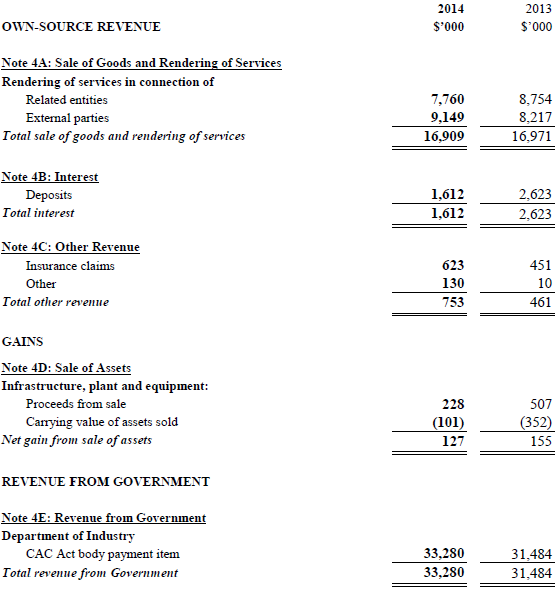 2014 2013
OWN-SOURCE REVENUE $'000 $'000
Note 4A: Sale of Goods and Rendering of Services
Rendering of services in connection of
Related entities 7,760 8,754
External parties 9,149 8,217
Total sale of goods and rendering of services 16,909 16,971
Note 4B: Interest
Deposits 1,612 2,623
Total interest 1,612 2,623
Note 4C: Other Revenue
Insurance claims 623 451
Other 130 10
Total other revenue 753 461
GAINS
Note 4D: Sale of Assets
Infrastructure, plant and equipment:
Proceeds from sale 228 507
Carrying value of assets sold (101) (352)
Net gain from sale of assets 127 155
REVENUE FROM GOVERNMENT
Note 4E: Revenue from Government
Department of Industry
CAC Act body payment item 33,280 31,484
Total revenue from Government 33,280 31,484